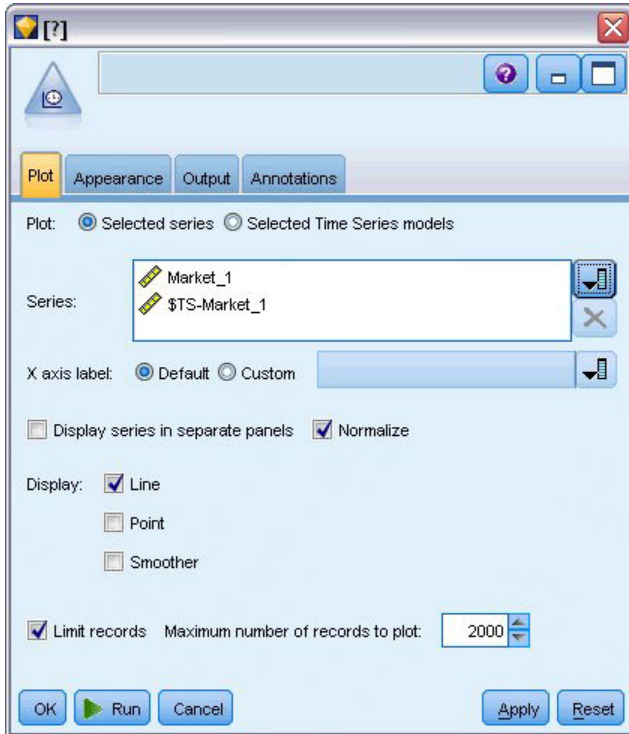 [?]
Plot Appearance Output Annotations
Plot: Selected series Selected Time Series models
Series:
Market_1
$TS-Market_1
X axis label: Default Custom
Display series in separate panels Normalize
Display: Line
Point
Smoother
Limit records Maximum number of records to plot: 2000
OK Run Cancel Apply Reset